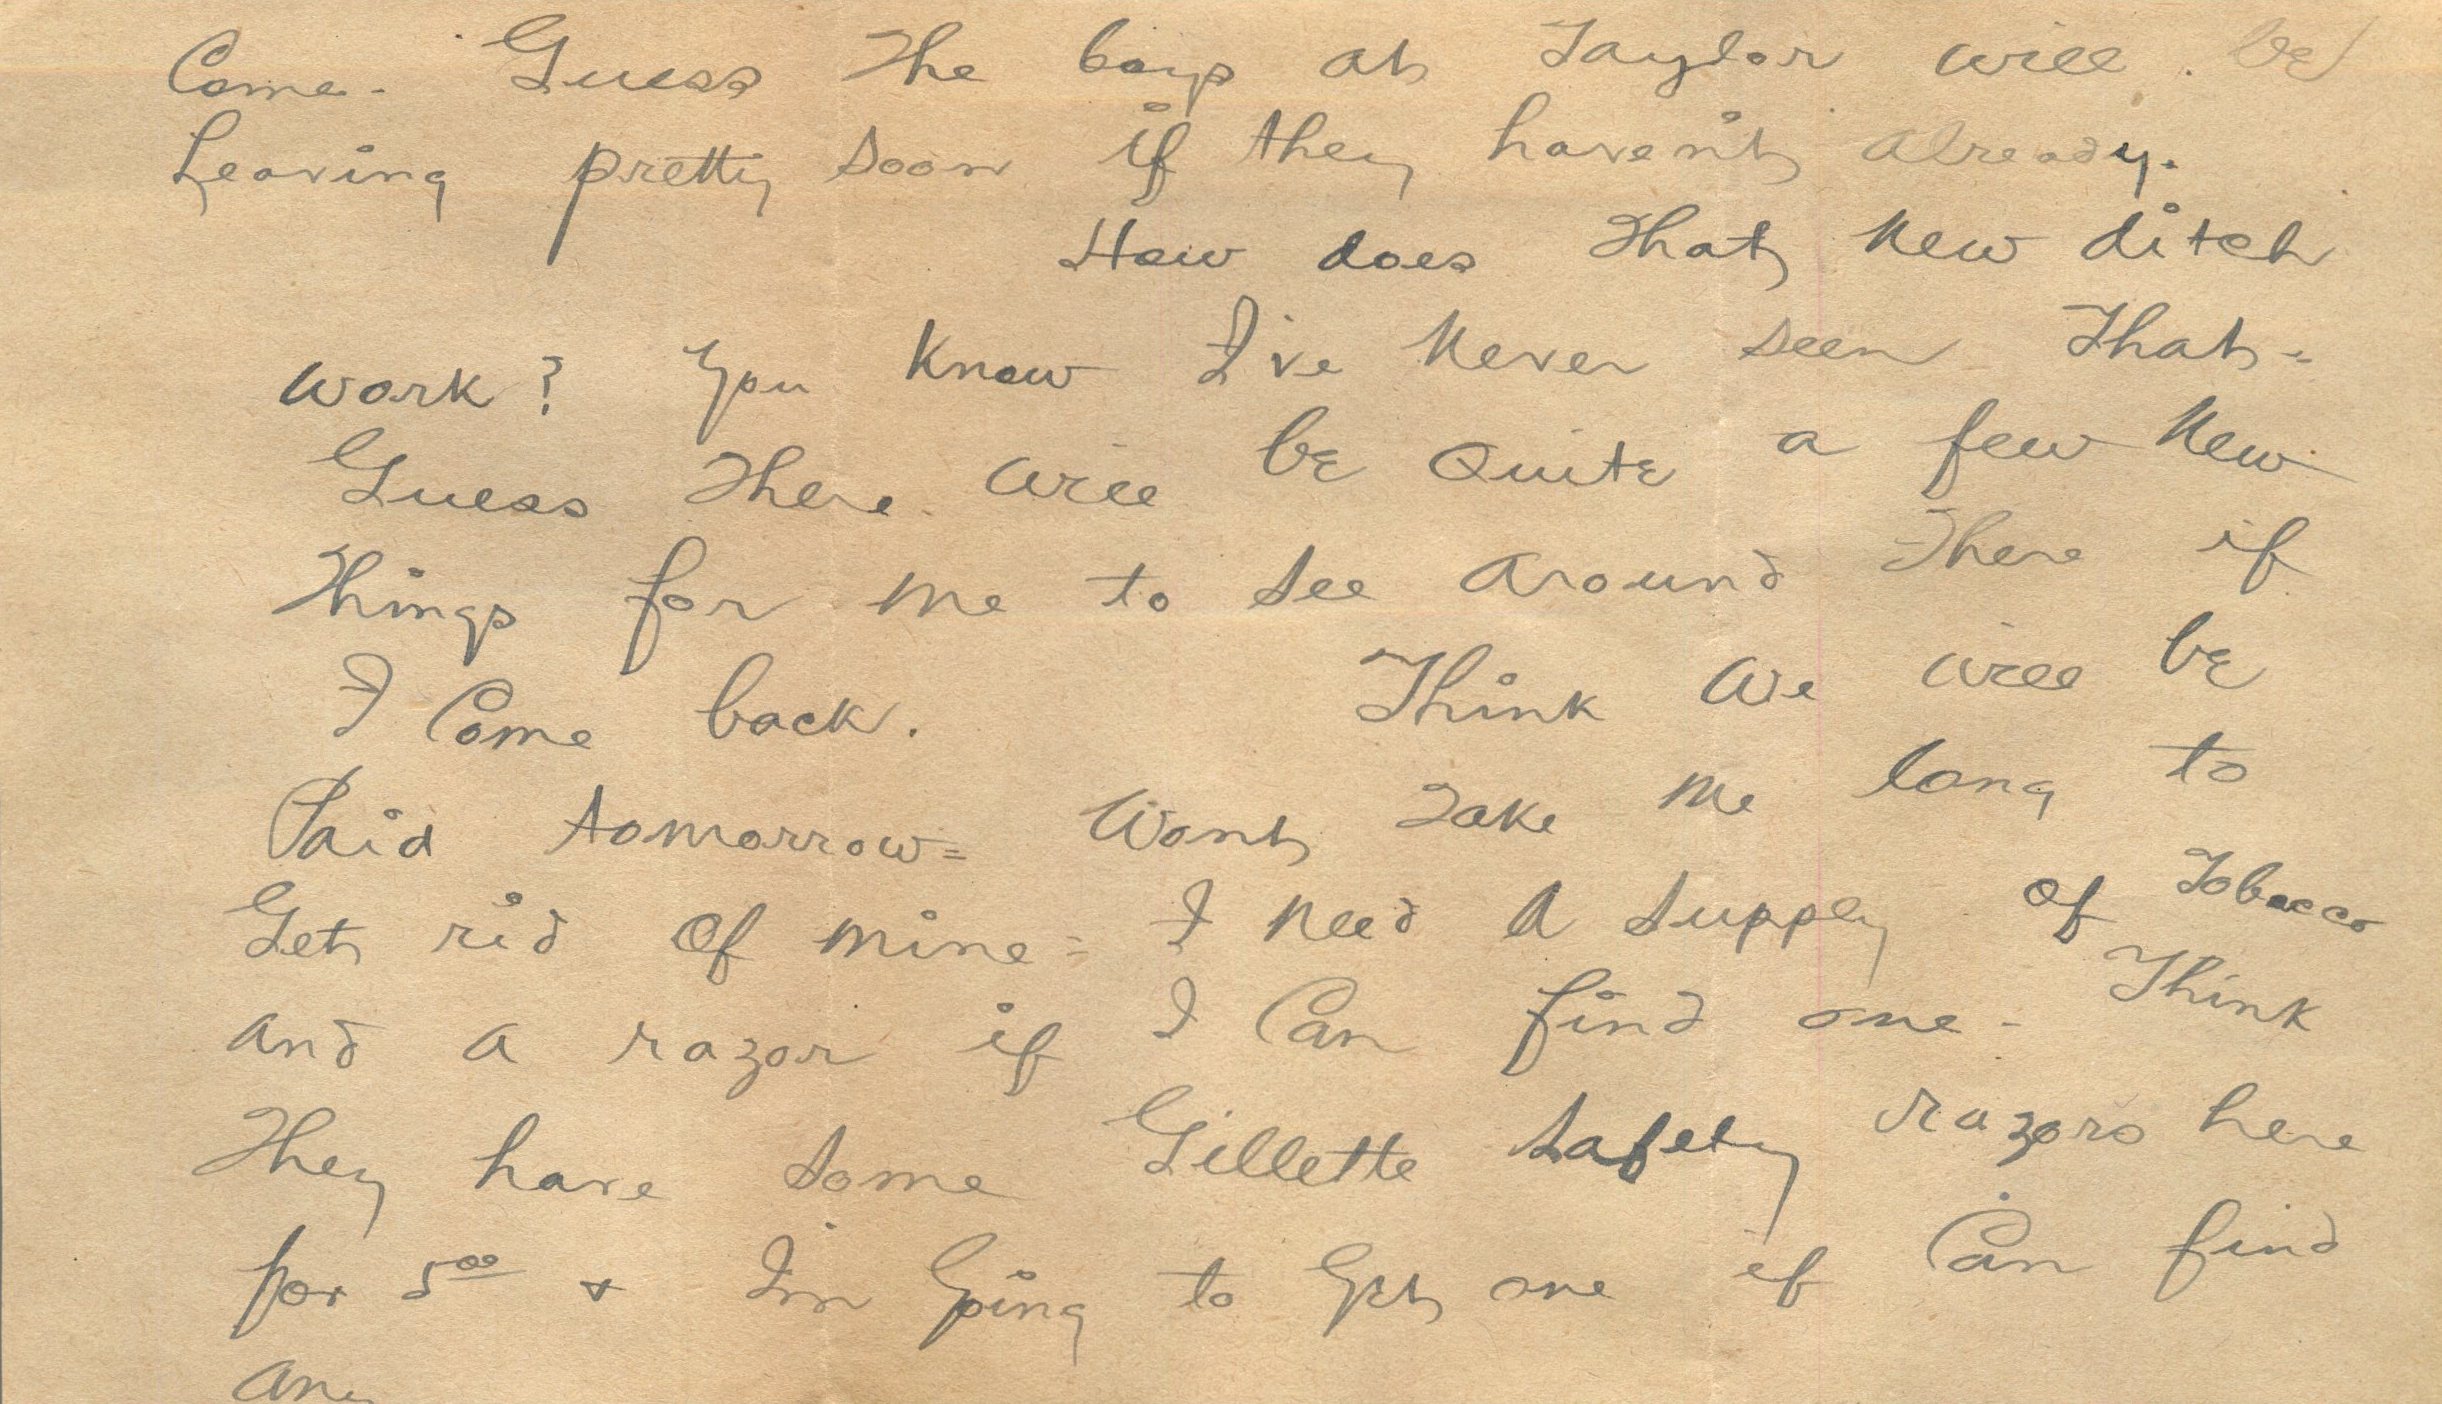 Come. Guess the boys at Taylor will be
Leaving pretty soon if they haven't already.
How does that new ditch
work? You know I've never seen that-
Guess there will be quite a few new
things for me to see around there if
I come back. Think we will be
Paid tomorrow= Wont take me long to
Get rid of mine= I need a supply of Tobacco
and a razor if I can find one- Think
They have some Gillette safety razors here
for 5⁰⁰ + I'm going to get one if can find
any